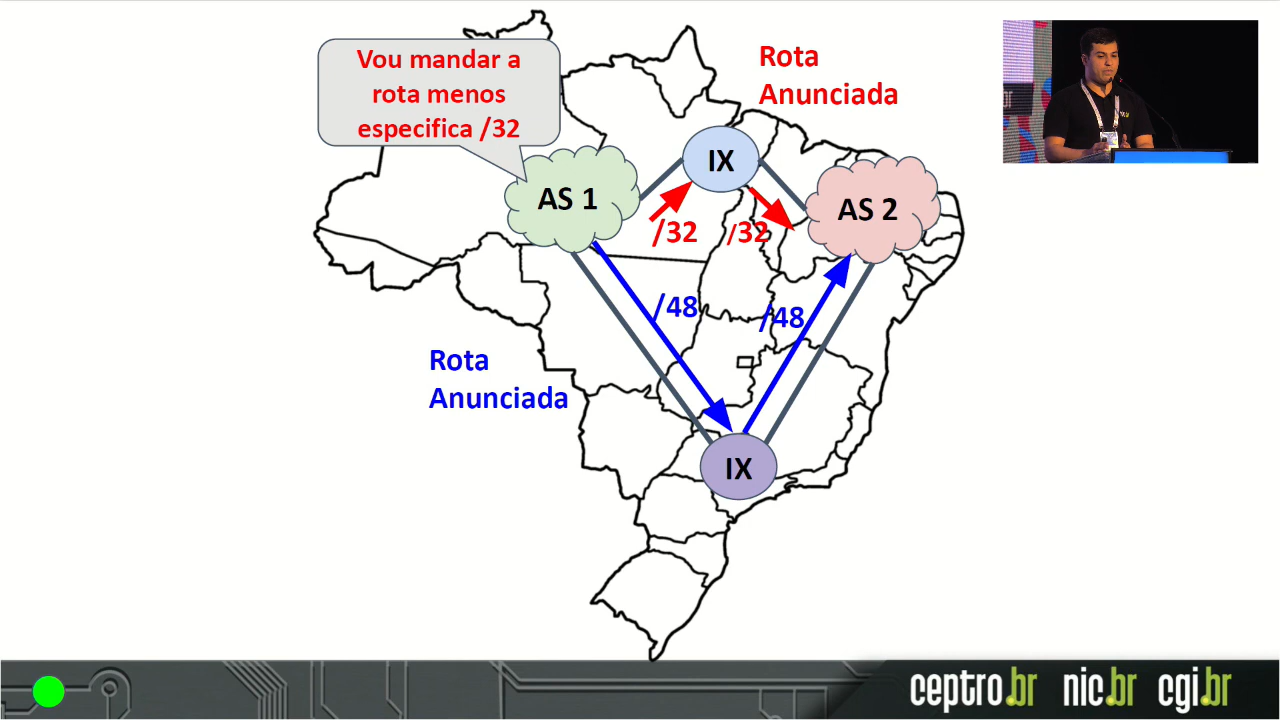 Vou mandar a
rota menos
especifica /32
Rota
Anunciada
IX
AS 1
AS 2
/32
/32
/48
/48
Rota
Anunciada
IX
ceptro.br nic.br cgi.br